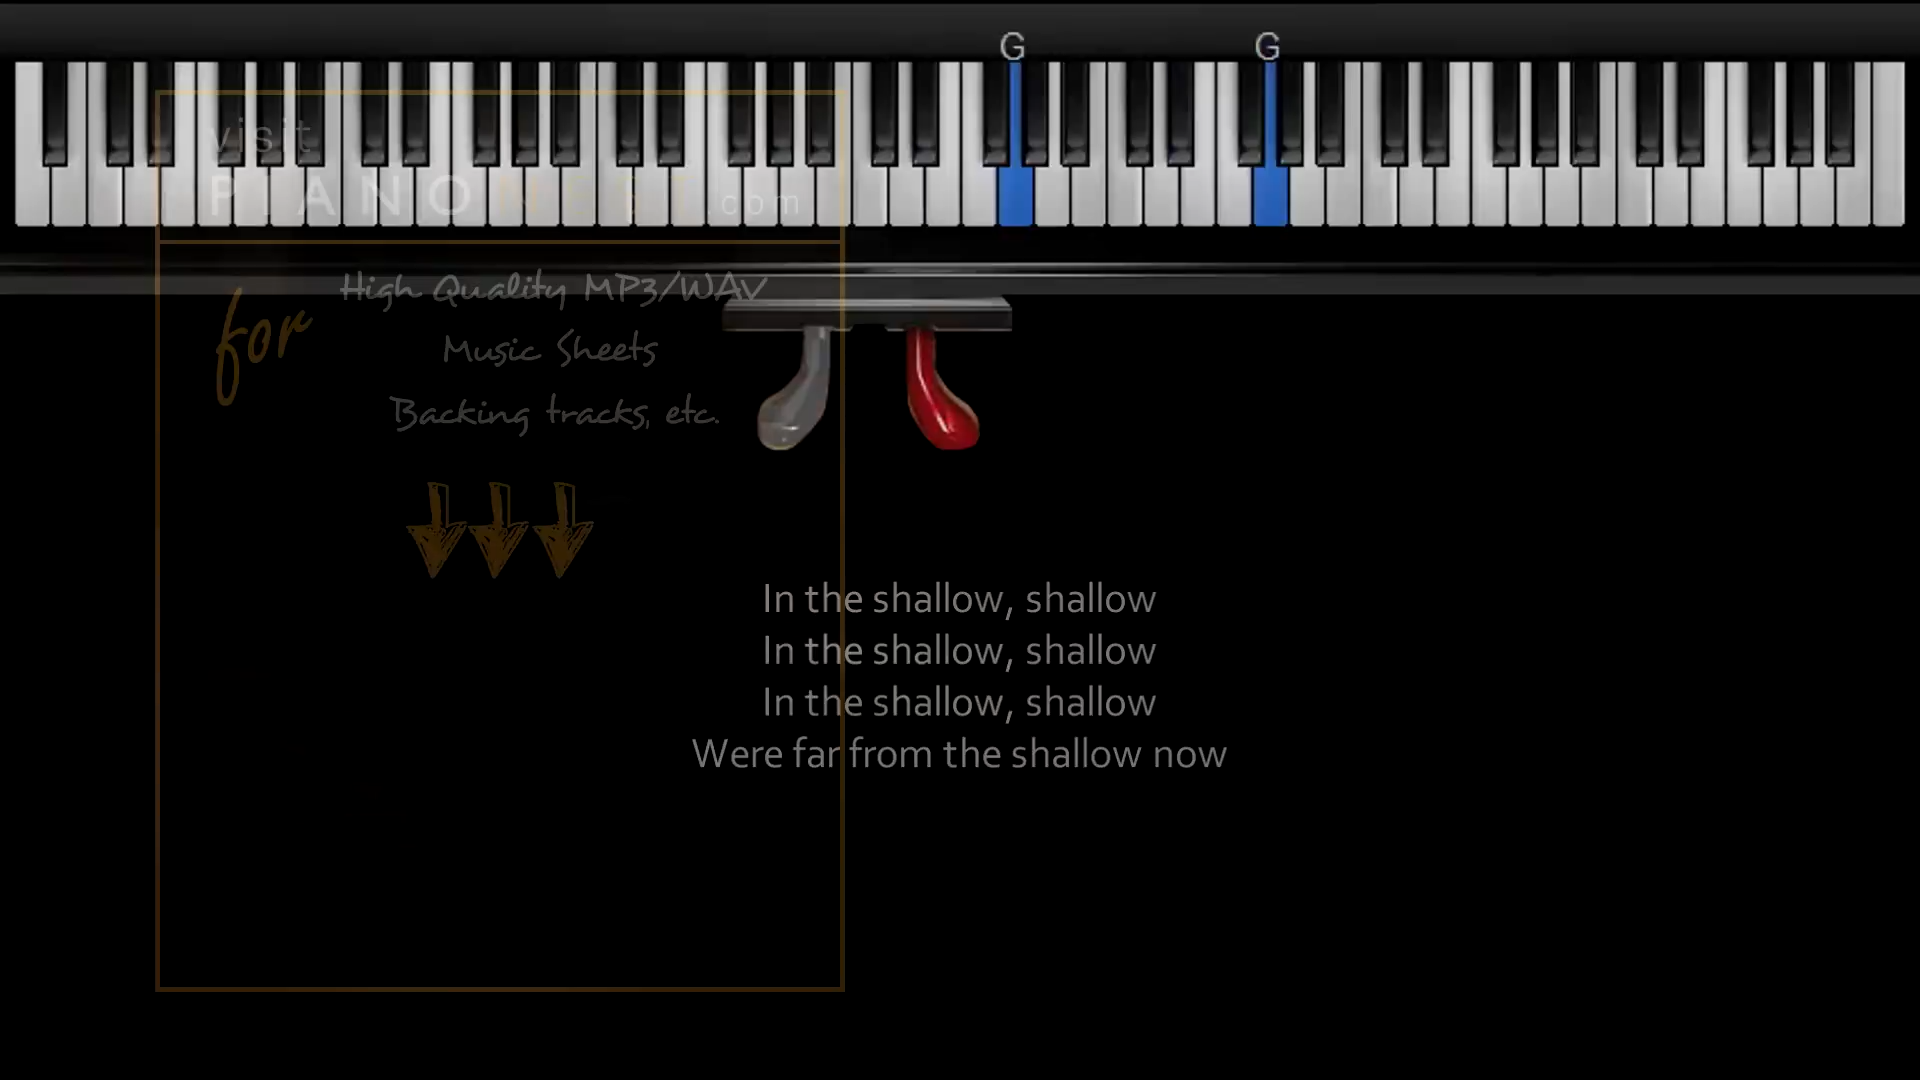 G G
visit
PIANONEST.com
for
High Quality MP3/WAV
Music Sheets
Backing tracks, etc.
In the shallow, shallow
In the shallow, shallow
In the shallow, shallow
Were far from the shallow now